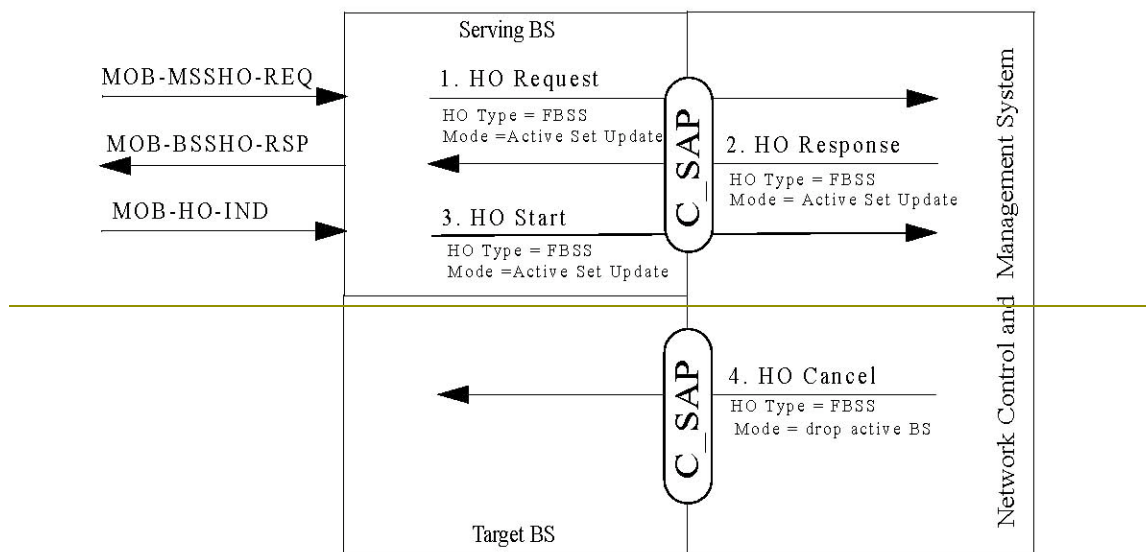 Serving BS
MOB-MSSHO-REQ
1. HO Request
HO Type = FBSS
Mode =Active Set Update
MOB-BSSHO-RSP
2. HO Response
HO Type = FBSS
Mode = Active Set Update
MOB-HO-IND
3. HO Start
HO Type = FBSS
Mode =Active Set Update
C_SAP
Network Control and Management System
C_SAP
4. HO Cancel
HO Type = FBSS
Mode = drop active BS
Target BS